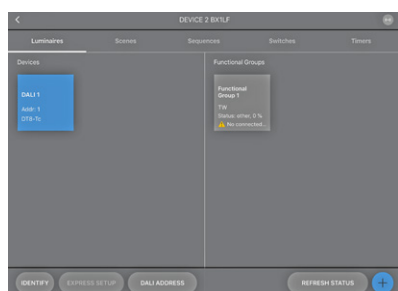 DEVICE 2 BX1LF
Luminaires Scenes Sequences Switches Timers
Devices
DALI 1
Addr: 1
DT8-Tc
Functional Groups
Functional
Group 1
TW
Status: other, 0 %
No connected...
IDENTIFY EXPRESS SETUP DALI ADDRESS REFRESH STATUS